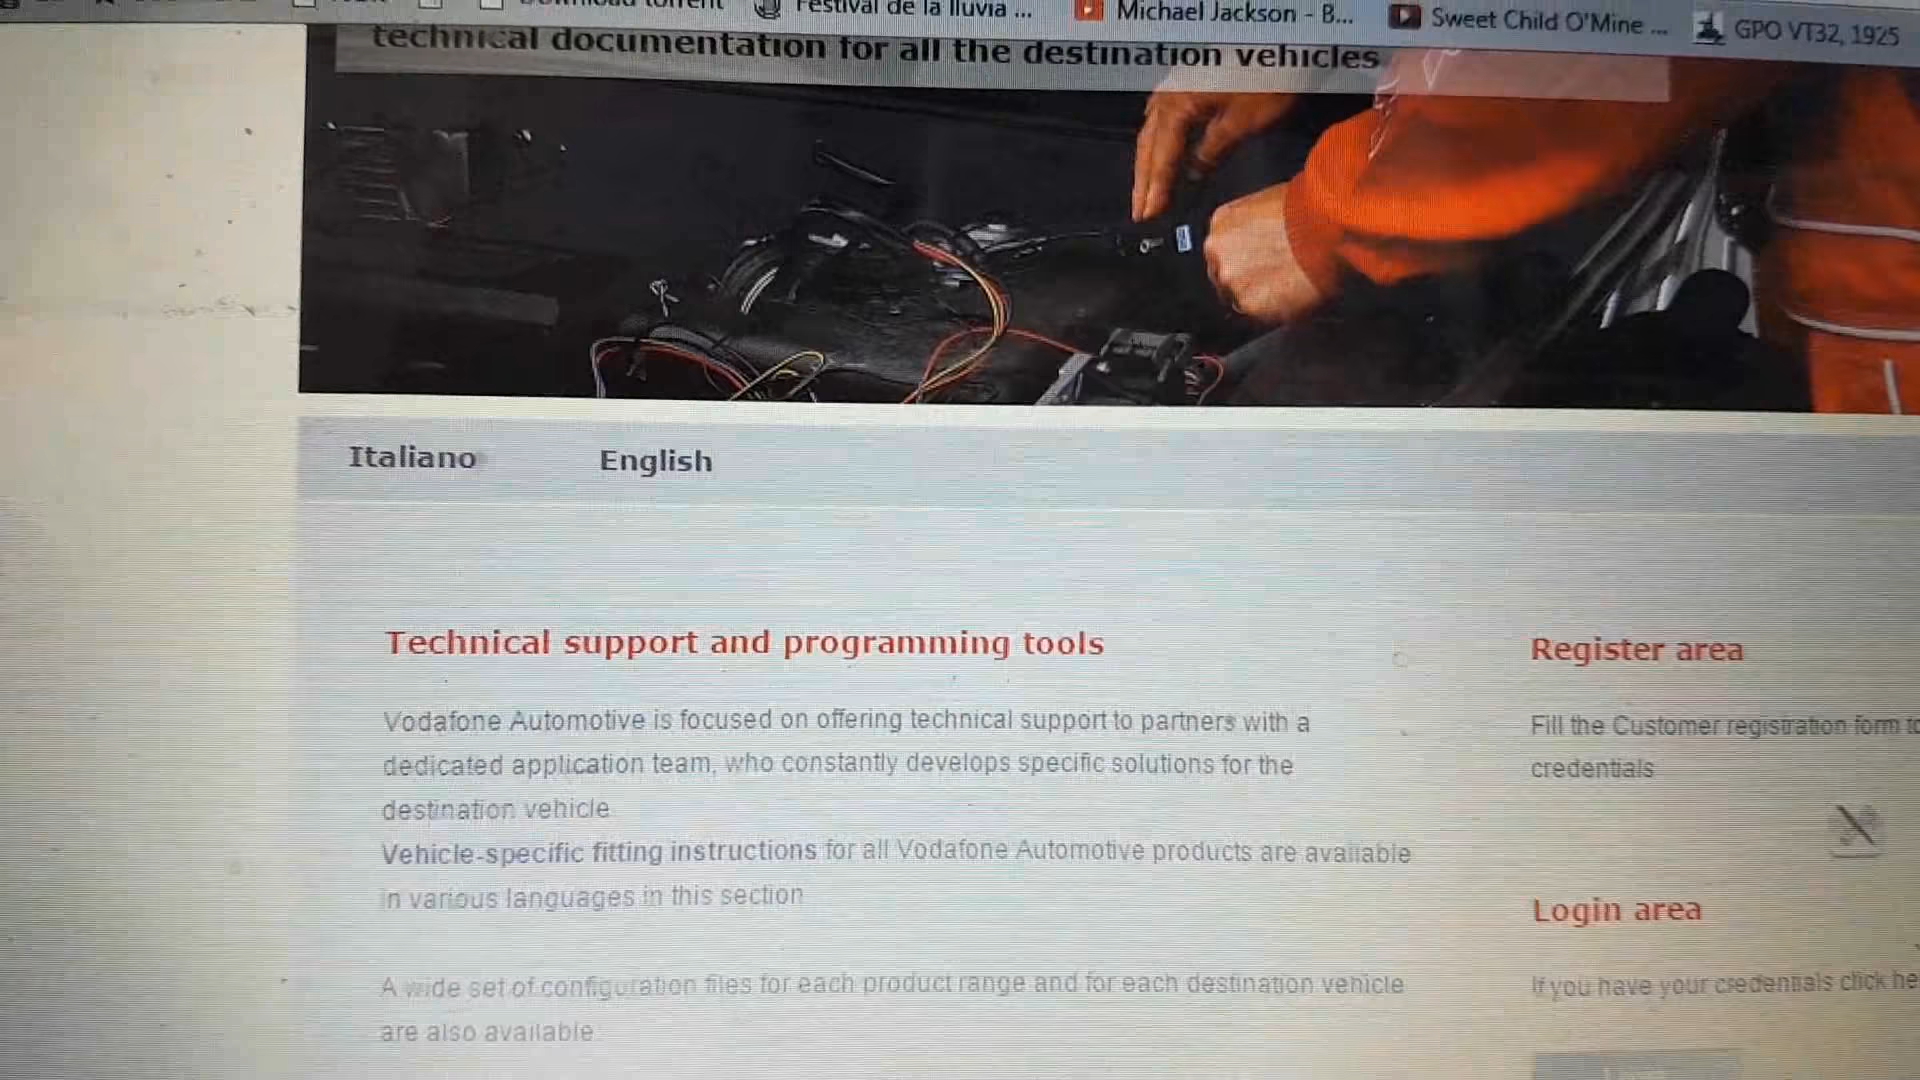 Festival de la lluvia ...
Michael Jackson - B...
Sweet Child O'Mine ...
GPO VT32, 1925
technical documentation for all the destination vehicles
Italiano
English
Technical support and programming tools
Vodafone Automotive is focused on offering technical support to partners with a
dedicated application team, who constantly develops specific solutions for the
destination vehicle
Vehicle-specific fitting instructions for all Vodafone Automotive products are available
in various languages in this section
A wide set of configuration files for each product range and for each destination vehicle
are also available
Register area
Fill the Customer registration form
credentials
Login area
If you have your credentials click